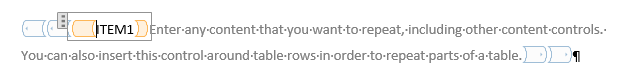 ITEM1 Enter any content that you want to repeat, including other content controls.
You can also insert this control around table rows in order to repeat parts of a table. ¶